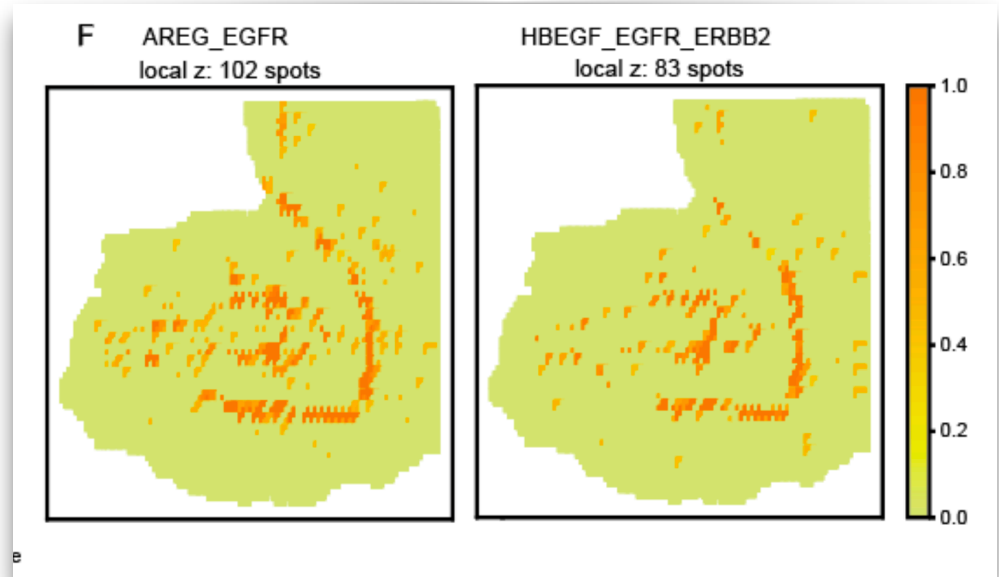 F
AREG_EGFR
local z: 102 spots
HBEGF_EGFR_ERBB2
local z: 83 spots
1.0
0.8
0.6
0.4
0.2
0.0
e